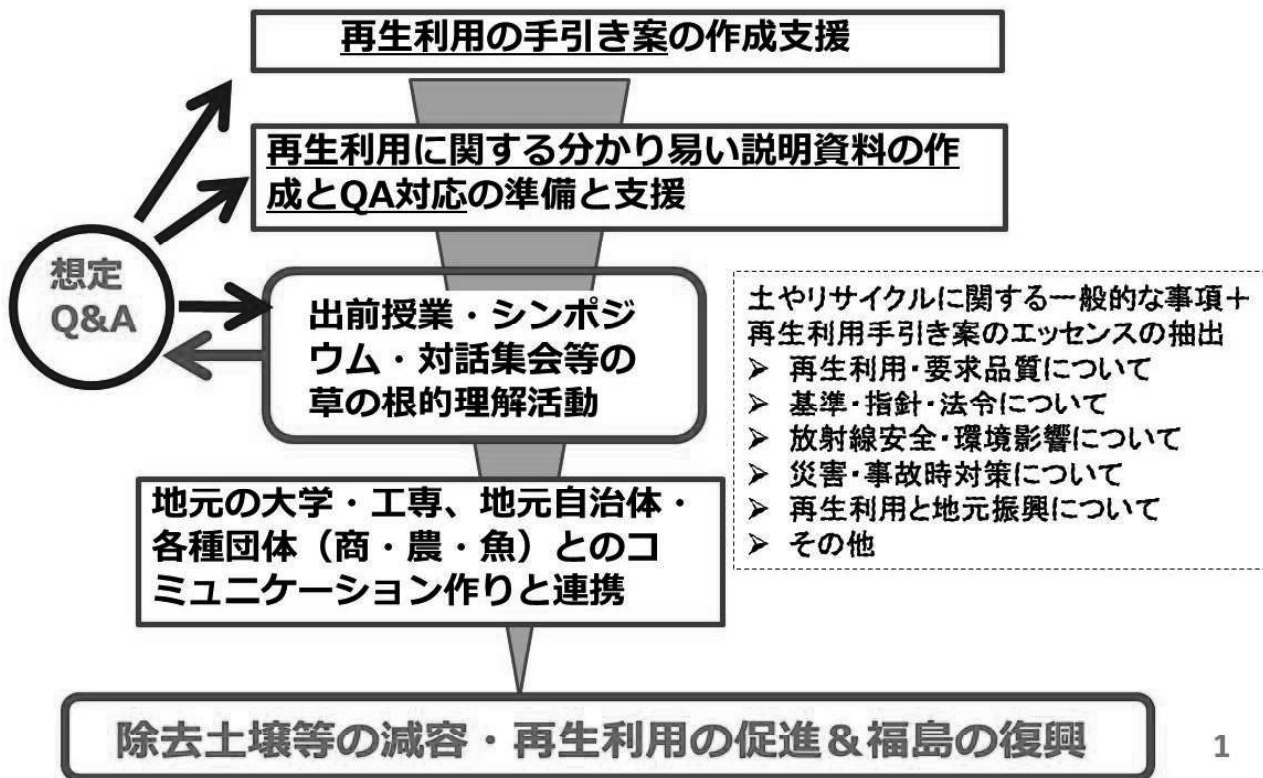 再生利用の手引き案の作成支援
再生利用に関する分かり易い説明資料の作
成とQA対応の準備と支援
想定
Q&A
出前授業・シンポジ
ウム・対話集会等の
草の根的理解活動
土やリサイクルに関する一般的な事項＋
再生利用手引き案のエッセンスの抽出
➢ 再生利用・要求品質について
➢ 基準・指針・法令について
➢ 放射線安全・環境影響について
➢ 災害・事故時対策について
➢ 再生利用と地元振興について
➢ その他
地元の大学・工専、地元自治体・
各種団体（商・農・魚）とのコ
ミュニケーション作りと連携
除去土壌等の減容・再生利用の促進＆福島の復興
1